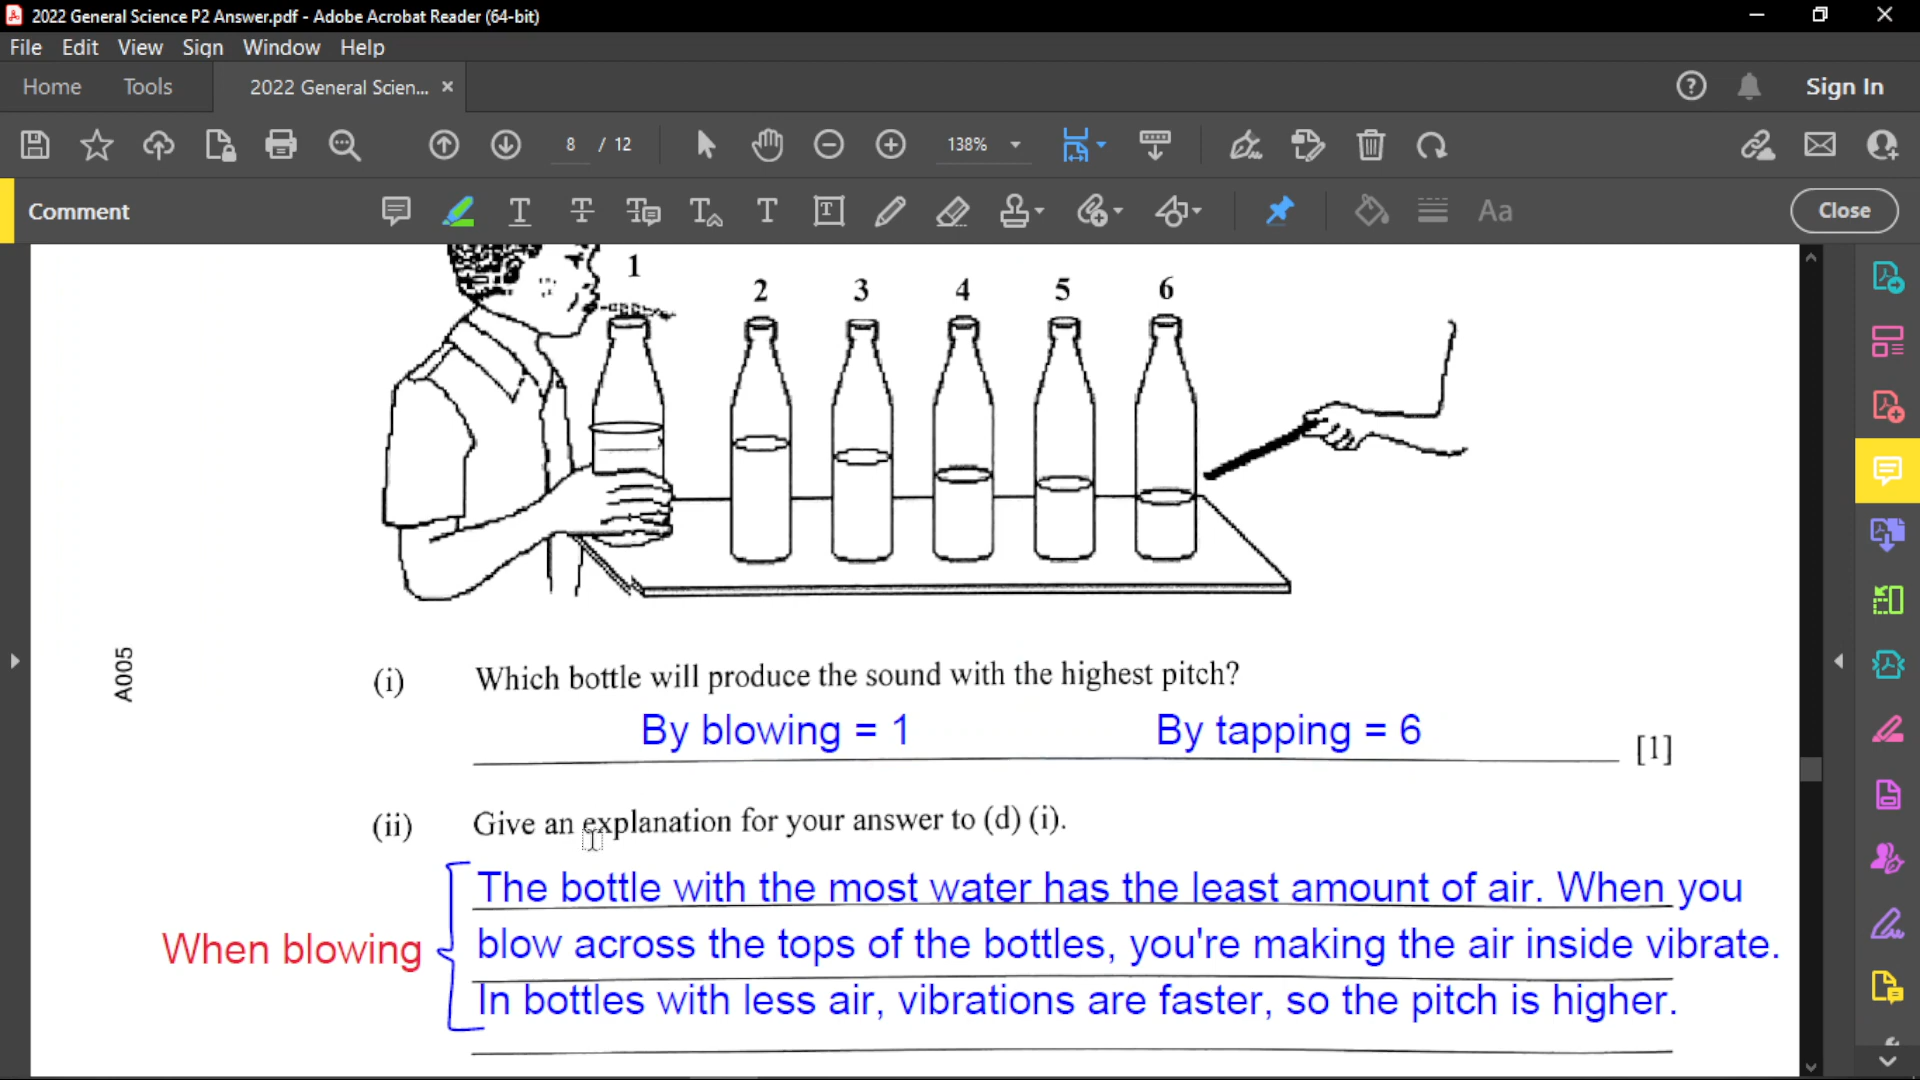 2022 General Science P2 Answer.pdf - Adobe Acrobat Reader (64-bit)
File Edit View Sign Window Help
Home Tools 2022 General Scien... × Sign In
8 / 12 138%
Comment Close
1 2 3 4 5 6
A005
(i) Which bottle will produce the sound with the highest pitch?
By blowing = 1 By tapping = 6 [1]
(ii) Give an explanation for your answer to (d) (i).
The bottle with the most water has the least amount of air. When you
When blowing blow across the tops of the bottles, you're making the air inside vibrate.
In bottles with less air, vibrations are faster, so the pitch is higher.